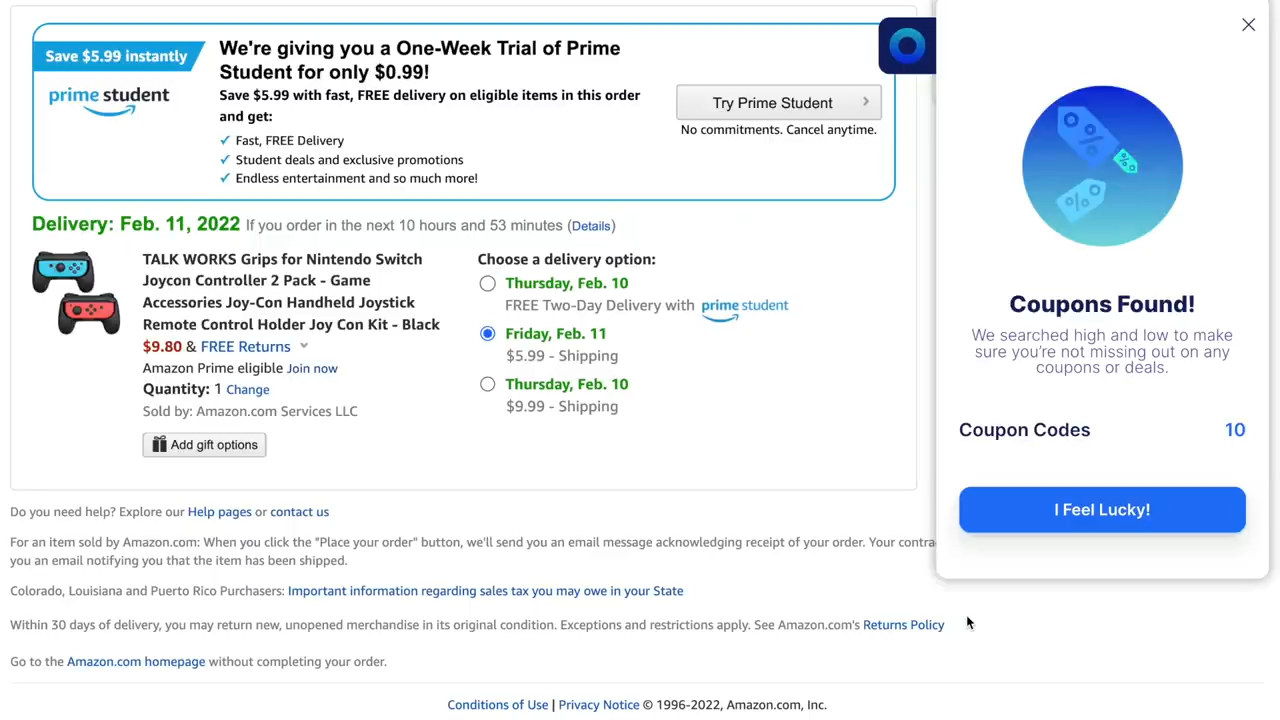 Save $5.99 instantly
prime student
We're giving you a One-Week Trial of Prime
Student for only $0.99!
Save $5.99 with fast, FREE delivery on eligible items in this order
and get:
✓ Fast, FREE Delivery
✓ Student deals and exclusive promotions
✓ Endless entertainment and so much more!
Try Prime Student
No commitments. Cancel anytime.
Delivery: Feb. 11, 2022 If you order in the next 10 hours and 53 minutes (Details)
TALK WORKS Grips for Nintendo Switch
Joycon Controller 2 Pack - Game
Accessories Joy-Con Handheld Joystick
Remote Control Holder Joy Con Kit - Black
$9.80 & FREE Returns
Amazon Prime eligible Join now
Quantity: 1 Change
Sold by: Amazon.com Services LLC
Add gift options
Choose a delivery option:
Thursday, Feb. 10
FREE Two-Day Delivery with prime student
Friday, Feb. 11
$5.99 - Shipping
Thursday, Feb. 10
$9.99 - Shipping
Do you need help? Explore our Help pages or contact us
For an item sold by Amazon.com: When you click the "Place your order" button, we'll send you an email message acknowledging receipt of your order. Your contra
you an email notifying you that the item has been shipped.
Colorado, Louisiana and Puerto Rico Purchasers: Important information regarding sales tax you may owe in your State
Within 30 days of delivery, you may return new, unopened merchandise in its original condition. Exceptions and restrictions apply. See Amazon.com's Returns Policy
Go to the Amazon.com homepage without completing your order.
Conditions of Use | Privacy Notice © 1996-2022, Amazon.com, Inc.
Coupons Found!
We searched high and low to make
sure you're not missing out on any
coupons or deals.
Coupon Codes 10
I Feel Lucky!